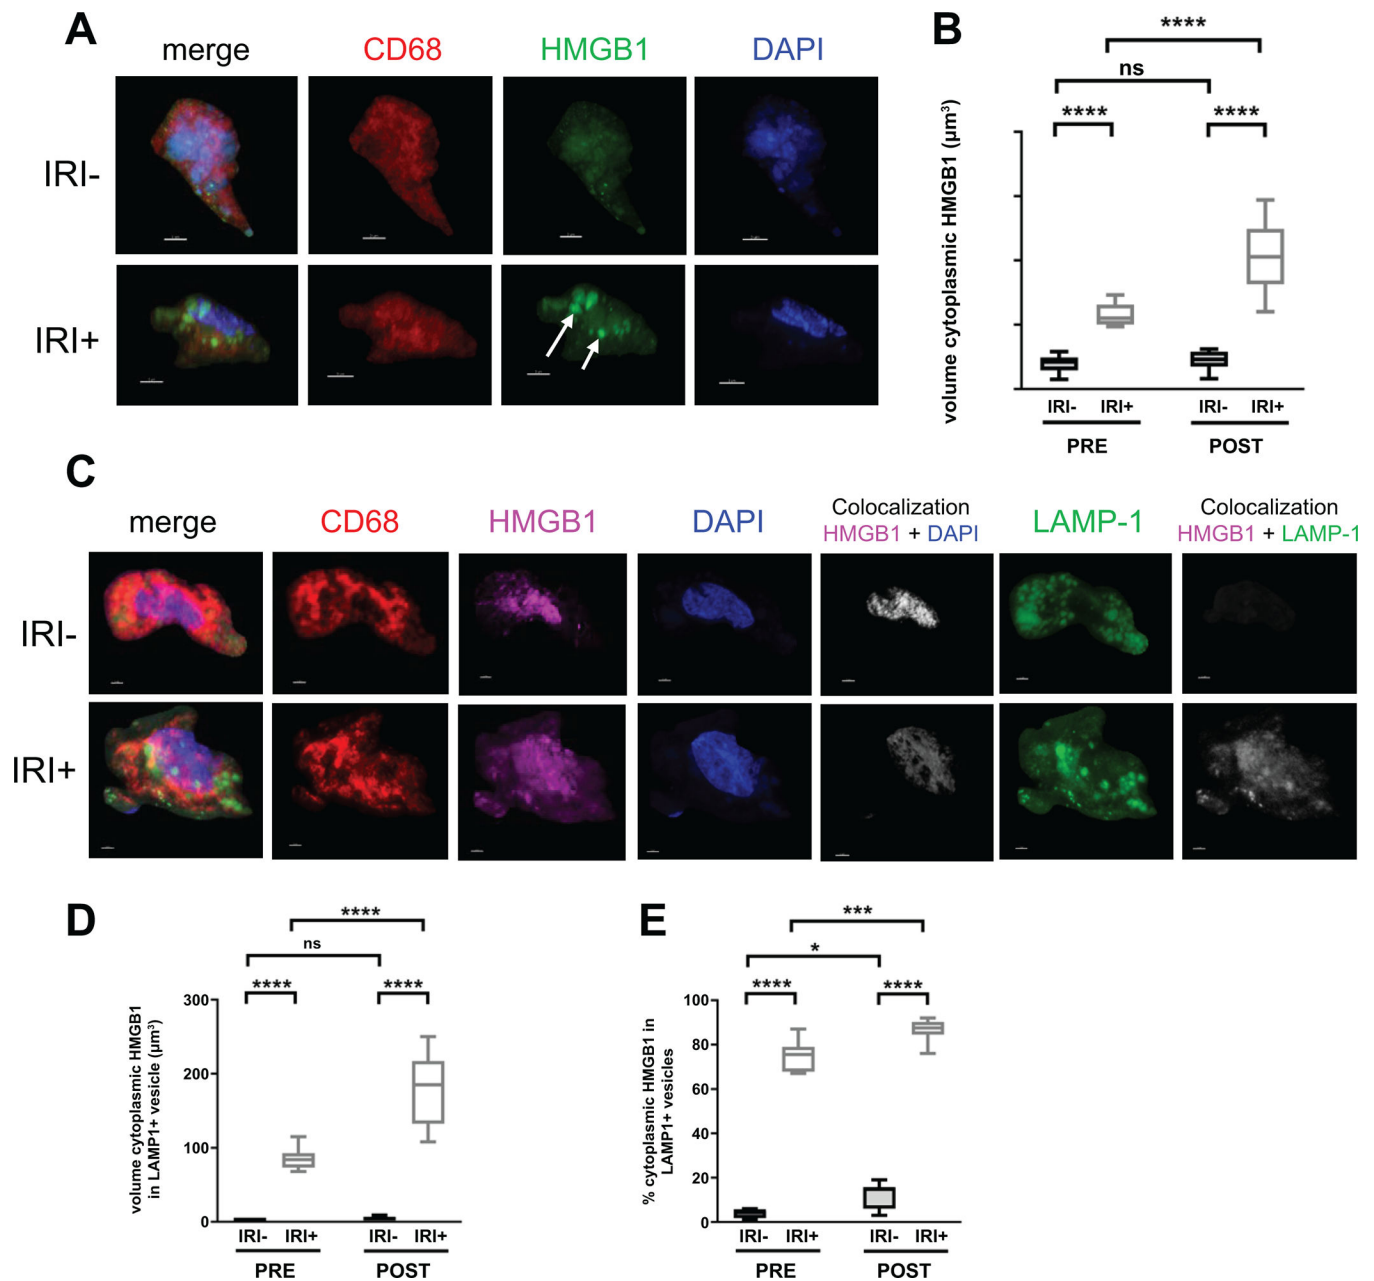 A
merge
CD68
HMGB1
DAPI
IRI-
IRI+
B
****
ns
****
****
volume cytoplasmic HMGB1 (μm³)
IRI-
IRI+
IRI-
IRI+
PRE
POST
C
merge
CD68
HMGB1
DAPI
Colocalization
HMGB1 + DAPI
LAMP-1
Colocalization
HMGB1 + LAMP-1
IRI-
IRI+
D
****
ns
****
****
volume cytoplasmic HMGB1
in LAMP1+ vesicle (μm³)
300
200
100
0
IRI-
IRI+
IRI-
IRI+
PRE
POST
E
***
*
****
****
% cytoplasmic HMGB1 in
LAMP1+ vesicles
100
80
60
40
20
0
IRI-
IRI+
IRI-
IRI+
PRE
POST